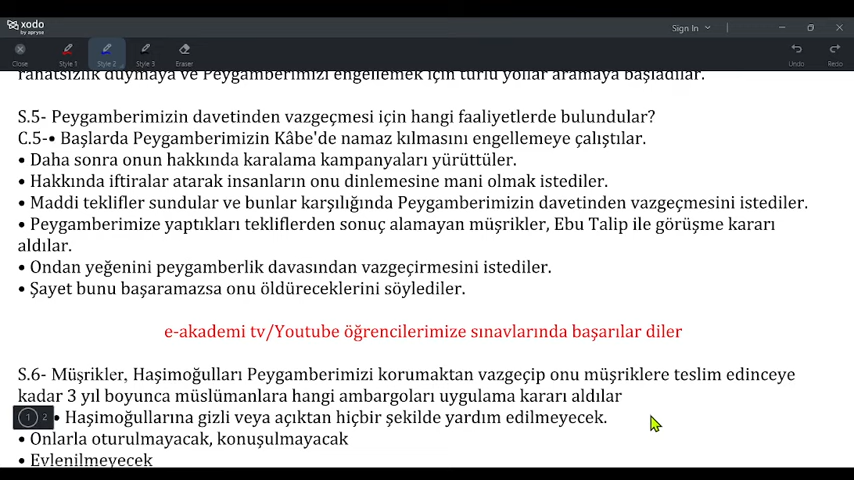 xodo
by apryse
Sign In
Close
Style 1
Style 2
Style 3
Eraser
Undo
Redo
rahatsızlık duymaya ve Peygamberimizi engellemek için türlü yollar aramaya başladılar.
S.5- Peygamberimizin davetinden vazgeçmesi için hangi faaliyetlerde bulundular?
C.5-• Başlarda Peygamberimizin Kâbe'de namaz kılmasını engellemeye çalıştılar.
• Daha sonra onun hakkında karalama kampanyaları yürüttüler.
• Hakkında iftiralar atarak insanların onu dinlemesine mani olmak istediler.
• Maddi teklifler sundular ve bunlar karşılığında Peygamberimizin davetinden vazgeçmesini istediler.
• Peygamberimize yaptıkları tekliflerden sonuç alamayan müşrikler, Ebu Talip ile görüşme kararı
aldılar.
• Ondan yeğenini peygamberlik davasından vazgeçirmesini istediler.
• Şayet bunu başaramazsa onu öldüreceklerini söylediler.
e-akademi tv/Youtube öğrencilerimize sınavlarında başarılar diler
S.6- Müşrikler, Haşimoğulları Peygamberimizi korumaktan vazgeçip onu müşriklere teslim edinceye
kadar 3 yıl boyunca müslümanlara hangi ambargoları uygulama kararı aldılar
1 2 • Haşimoğullarına gizli veya açıktan hiçbir şekilde yardım edilmeyecek.
• Onlarla oturulmayacak, konuşulmayacak
• Evlenilmeyecek